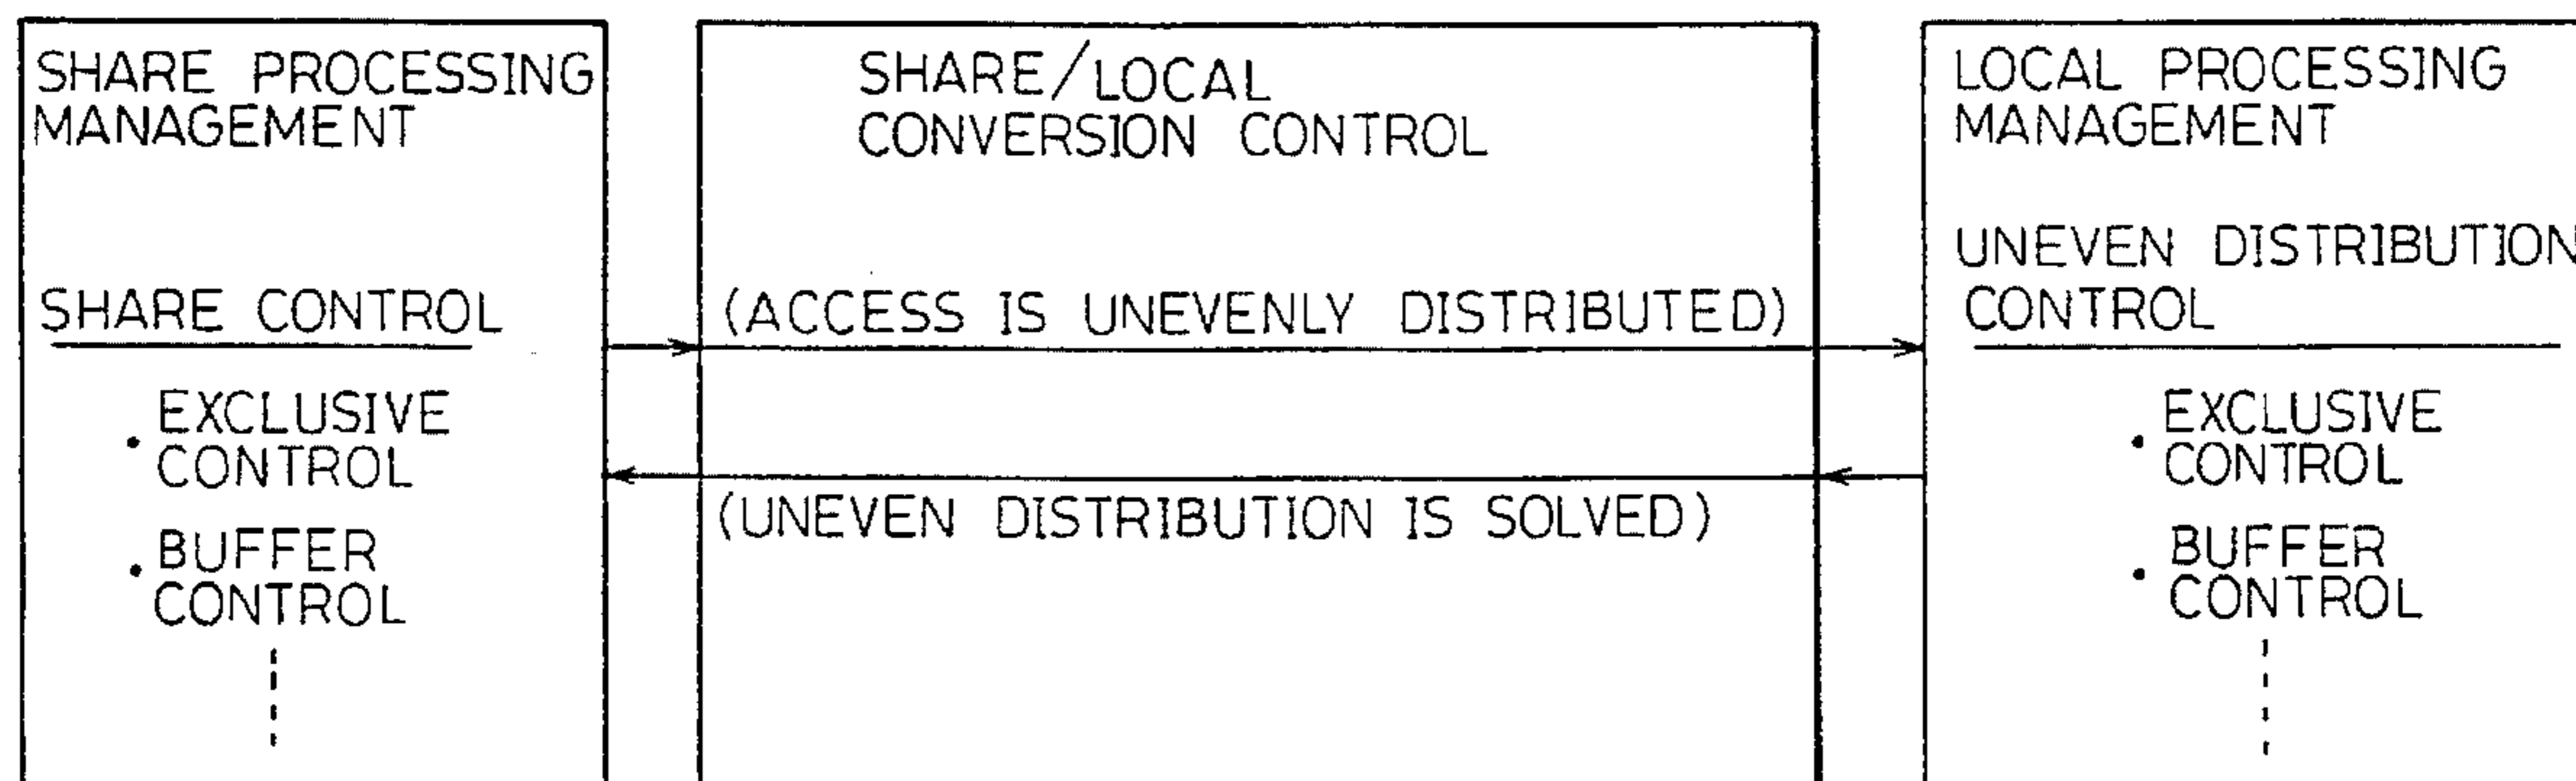 SHARE PROCESSING
MANAGEMENT
SHARE CONTROL
• EXCLUSIVE
CONTROL
• BUFFER
CONTROL
SHARE/LOCAL
CONVERSION CONTROL
(ACCESS IS UNEVENLY DISTRIBUTED)
(UNEVEN DISTRIBUTION IS SOLVED)
LOCAL PROCESSING
MANAGEMENT
UNEVEN DISTRIBUTION
CONTROL
• EXCLUSIVE
CONTROL
• BUFFER
CONTROL